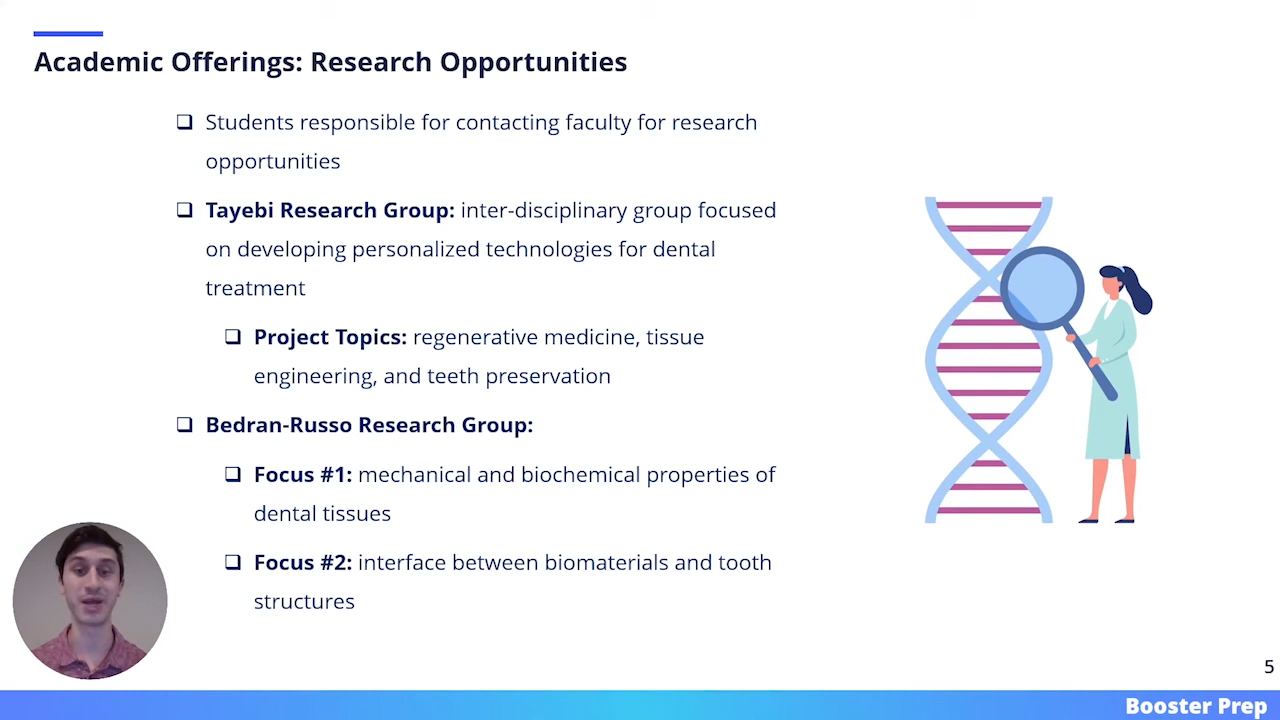 Academic Offerings: Research Opportunities
Students responsible for contacting faculty for research
opportunities
Tayebi Research Group: inter-disciplinary group focused
on developing personalized technologies for dental
treatment
Project Topics: regenerative medicine, tissue
engineering, and teeth preservation
Bedran-Russo Research Group:
Focus #1: mechanical and biochemical properties of
dental tissues
Focus #2: interface between biomaterials and tooth
structures
5
Booster Prep